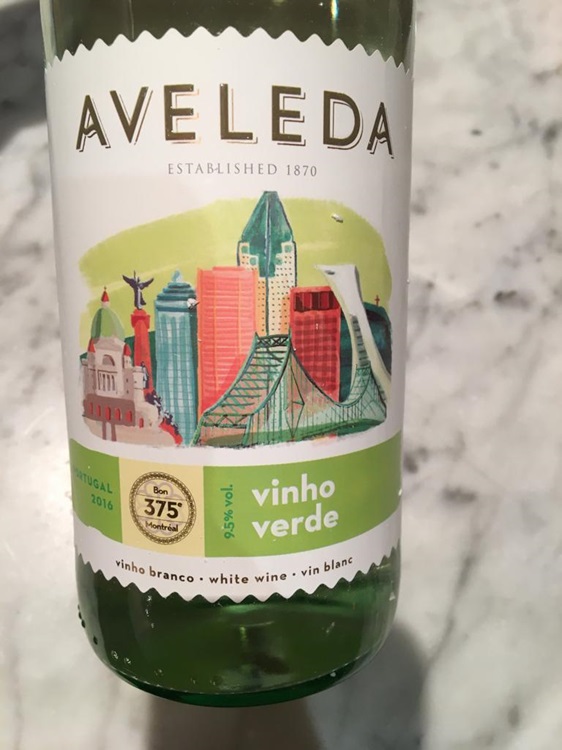 AVELEDA
ESTABLISHED 1870
PORTUGAL
2016
Bon
375e
Montréal
9.5% vol.
vinho
verde
vinho branco • white wine • vin blanc